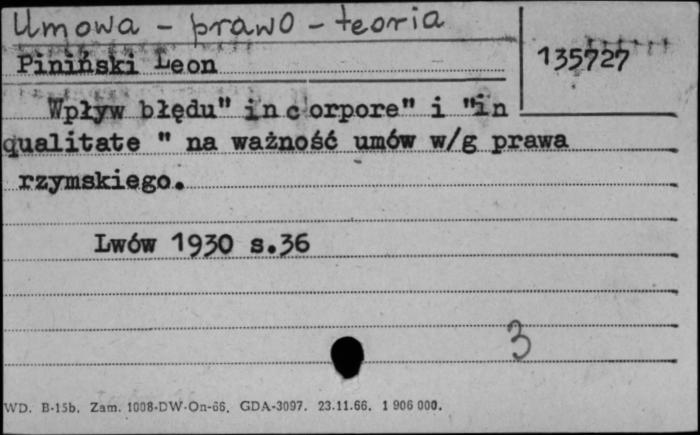 Umowa - prawo - teoria
Piniński Leon
135727
Wpływ błędu" in corpore" i "in
qualitate " na ważność umów w/g prawa
rzymskiego.
Lwów 1930 s.36
3
WD. B-15b. Zam. 1008-DW-On-66. GDA-3097. 23.11.66. 1 906 000.